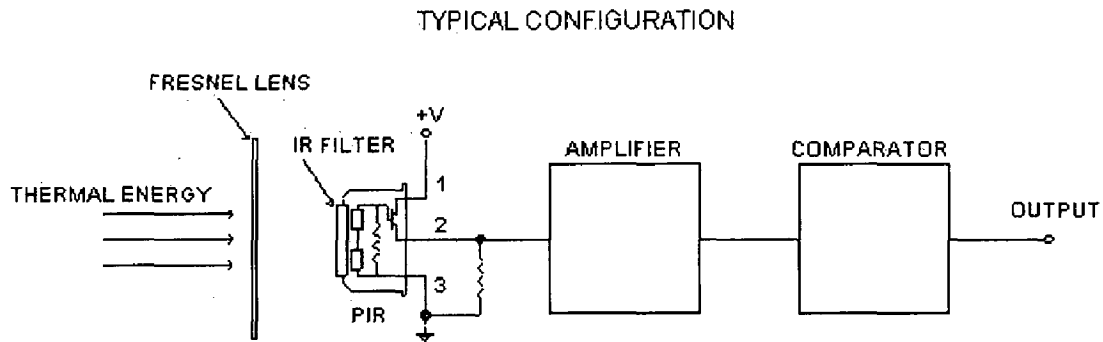 TYPICAL CONFIGURATION
FRESNEL LENS
+V
IR FILTER
AMPLIFIER
COMPARATOR
THERMAL ENERGY
1
2
3
OUTPUT
PIR